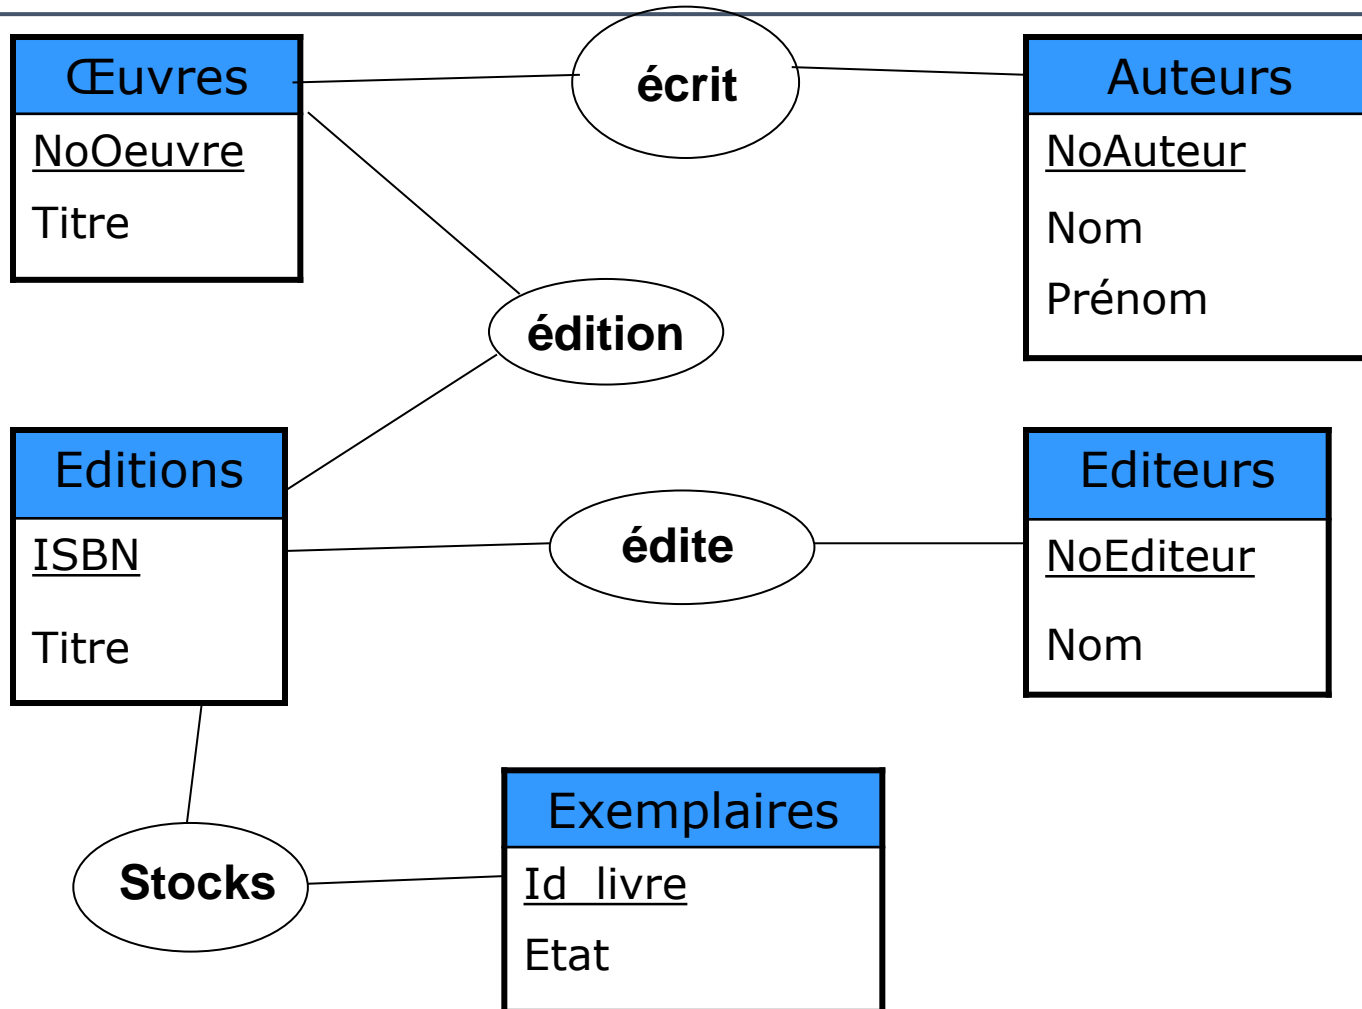 Œuvres
NoOeuvre
Titre
écrit
Auteurs
NoAuteur
Nom
Prénom
édition
Editions
ISBN
Titre
édite
Editeurs
NoEditeur
Nom
Stocks
Exemplaires
Id_livre
Etat